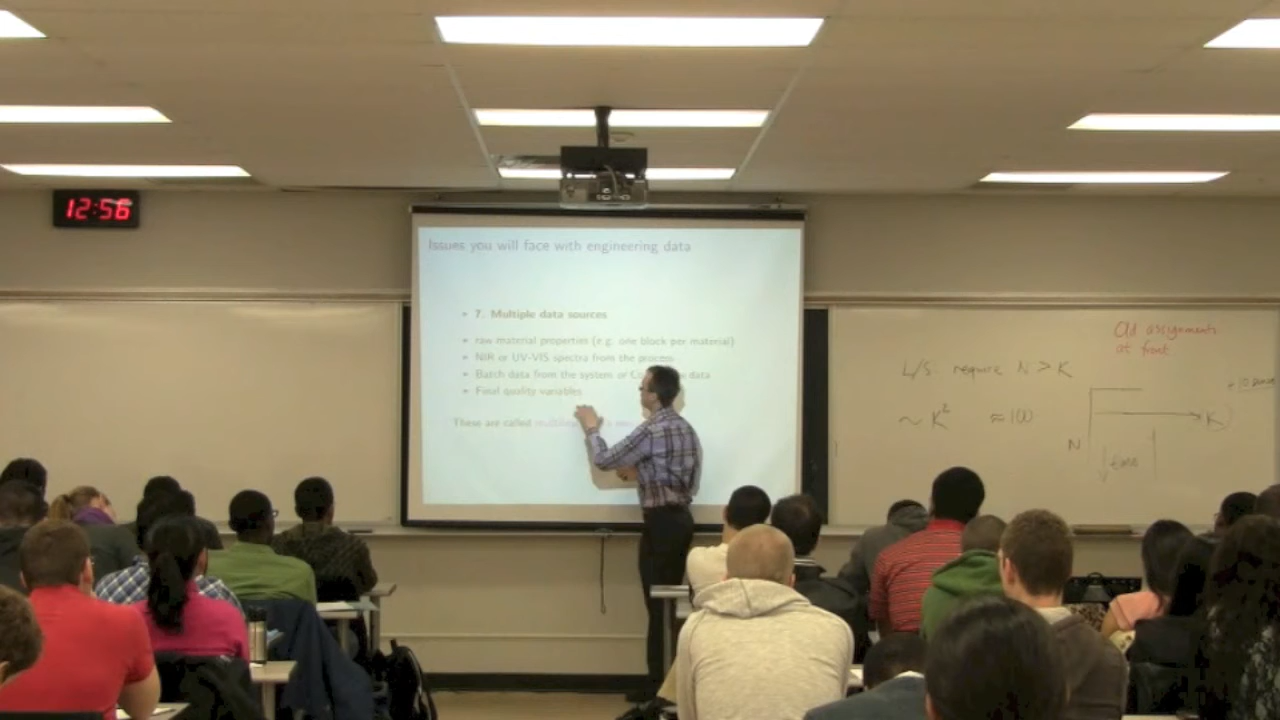 12:56
Issues you will face with engineering data
7. Multiple data sources
raw material properties (e.g. one block per material)
NIR or UV-VIS spectra from the process
Batch data from the system or data
Final quality variables
These are called
Old assignments
at front
L/S: require N > K
~ K² ≈ 100
K
N
time